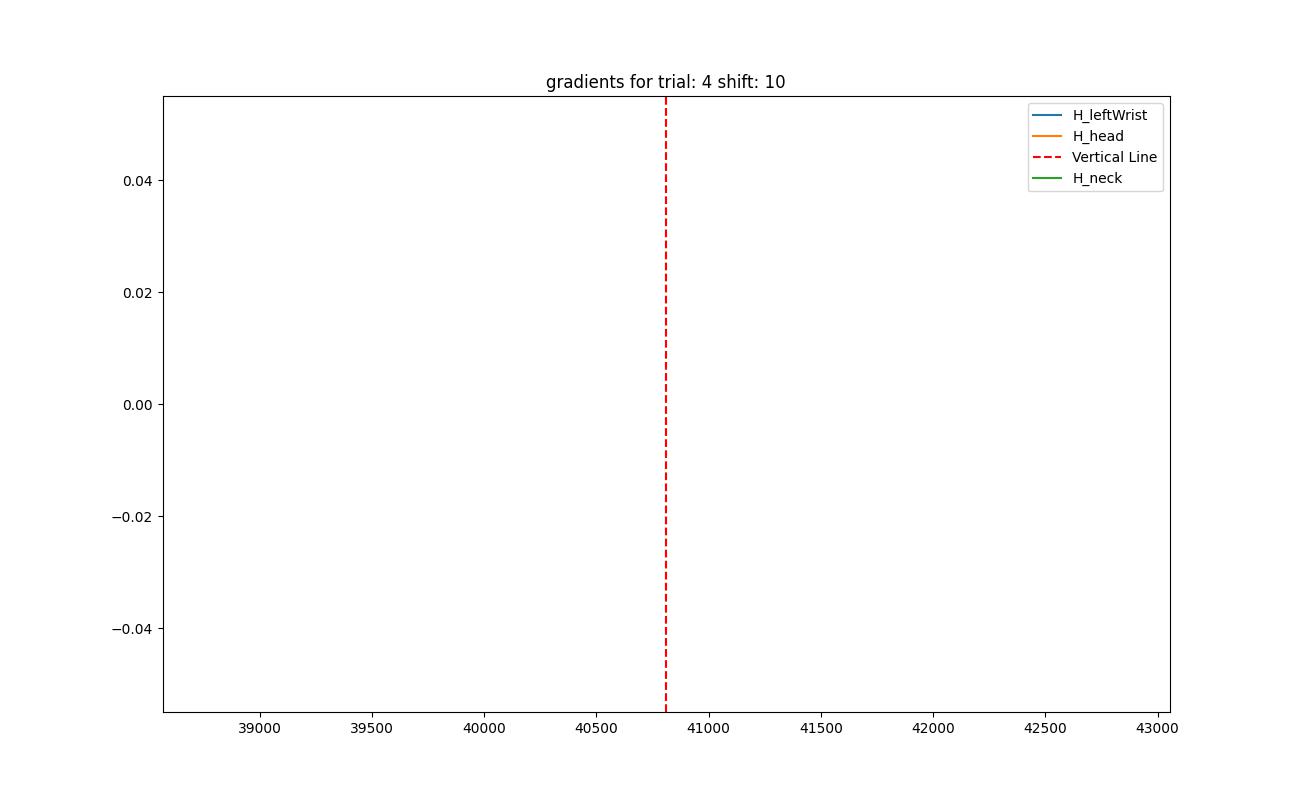 gradients for trial: 4 shift: 10
H_leftWrist
H_head
Vertical Line
H_neck
0.04
0.02
0.00
−0.02
−0.04
39000 39500 40000 40500 41000 41500 42000 42500 43000